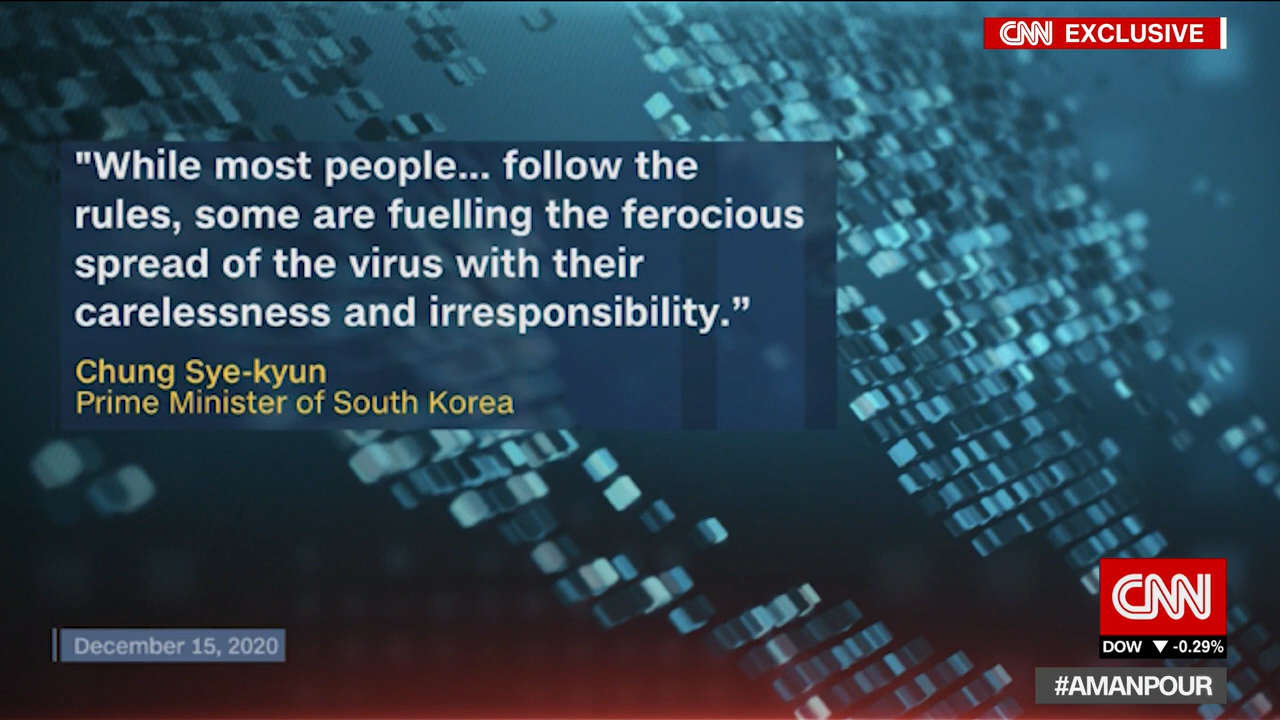 CNN EXCLUSIVE
"While most people... follow the
rules, some are fuelling the ferocious
spread of the virus with their
carelessness and irresponsibility.”
Chung Sye-kyun
Prime Minister of South Korea
December 15, 2020
CNN
DOW ▼ -0.29%
#AMANPOUR